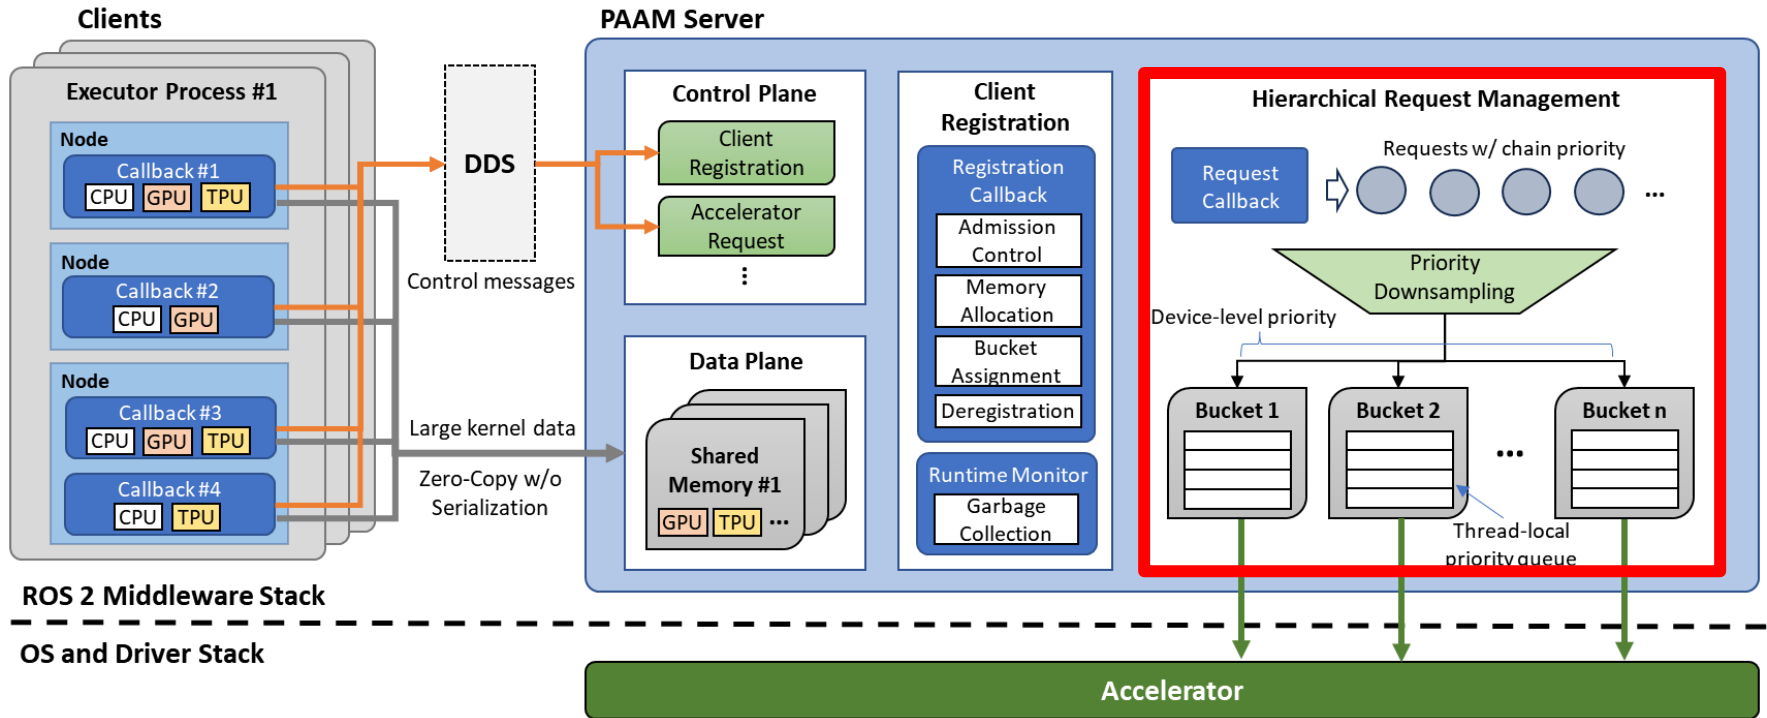 Clients
PAAM Server
Executor Process #1
Node
Callback #1
CPU GPU TPU
Node
Callback #2
CPU GPU
Node
Callback #3
CPU GPU TPU
Callback #4
CPU TPU
DDS
Control messages
Large kernel data
Zero-Copy w/o
Serialization
Control Plane
Client
Registration
Accelerator
Request
Data Plane
Shared
Memory #1
GPU TPU ...
Client
Registration
Registration
Callback
Admission
Control
Memory
Allocation
Bucket
Assignment
Deregistration
Runtime Monitor
Garbage
Collection
Hierarchical Request Management
Requests w/ chain priority
Request
Callback
...
Priority
Downsampling
Device-level priority
Bucket 1
Bucket 2
...
Bucket n
Thread-local
priority queue
ROS 2 Middleware Stack
OS and Driver Stack
Accelerator